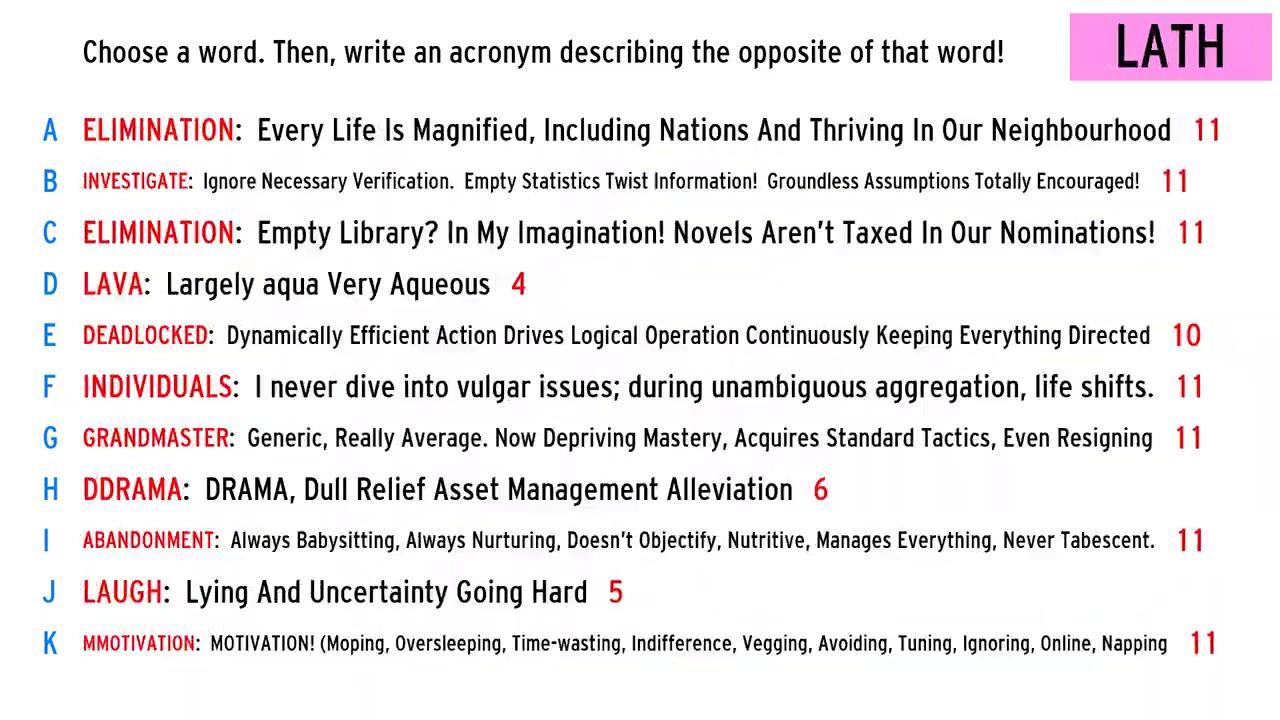 Choose a word. Then, write an acronym describing the opposite of that word!
LATH
A ELIMINATION: Every Life Is Magnified, Including Nations And Thriving In Our Neighbourhood 11
B INVESTIGATE: Ignore Necessary Verification. Empty Statistics Twist Information! Groundless Assumptions Totally Encouraged! 11
C ELIMINATION: Empty Library? In My Imagination! Novels Aren't Taxed In Our Nominations! 11
D LAVA: Largely aqua Very Aqueous 4
E DEADLOCKED: Dynamically Efficient Action Drives Logical Operation Continuously Keeping Everything Directed 10
F INDIVIDUALS: I never dive into vulgar issues; during unambiguous aggregation, life shifts. 11
G GRANDMASTER: Generic, Really Average. Now Depriving Mastery, Acquires Standard Tactics, Even Resigning 11
H DDRAMA: DRAMA, Dull Relief Asset Management Alleviation 6
I ABANDONMENT: Always Babysitting, Always Nurturing, Doesn't Objectify, Nutritive, Manages Everything, Never Tabescent. 11
J LAUGH: Lying And Uncertainty Going Hard 5
K MMOTIVATION: MOTIVATION! (Moping, Oversleeping, Time-wasting, Indifference, Vegging, Avoiding, Tuning, Ignoring, Online, Napping 11